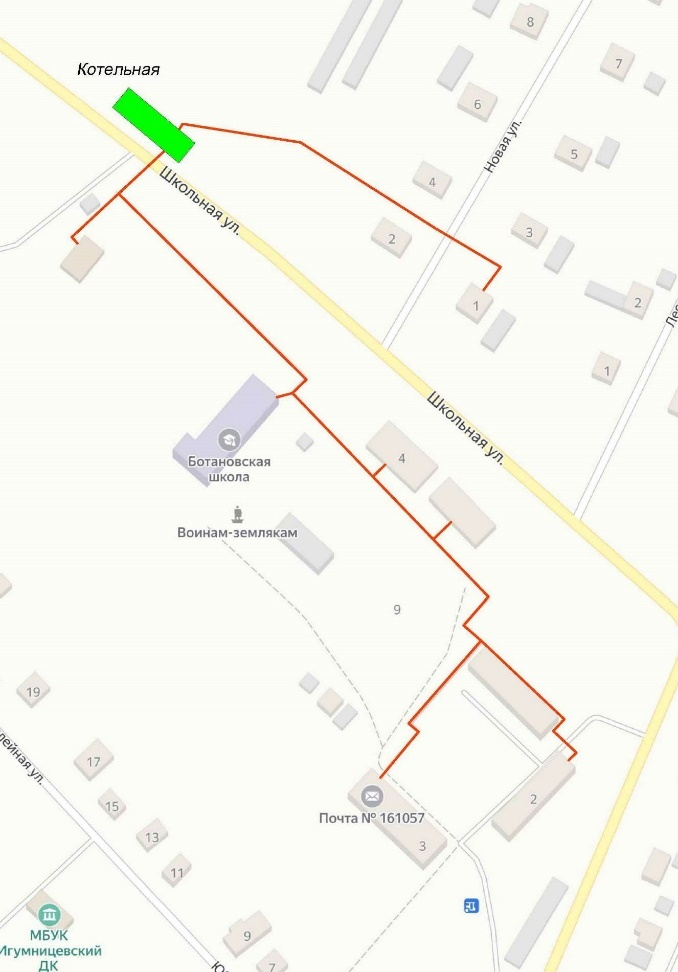 8
Котельная
7
6
Новая ул.
5
4
Школьная ул.
3
2
2
1
1
Школьная ул.
4
Ботановская
школа
Воинам-землякам
9
19
17
2
15
Почта № 161057
13
3
11
МБУК
Игумницевский
ДК
9
7